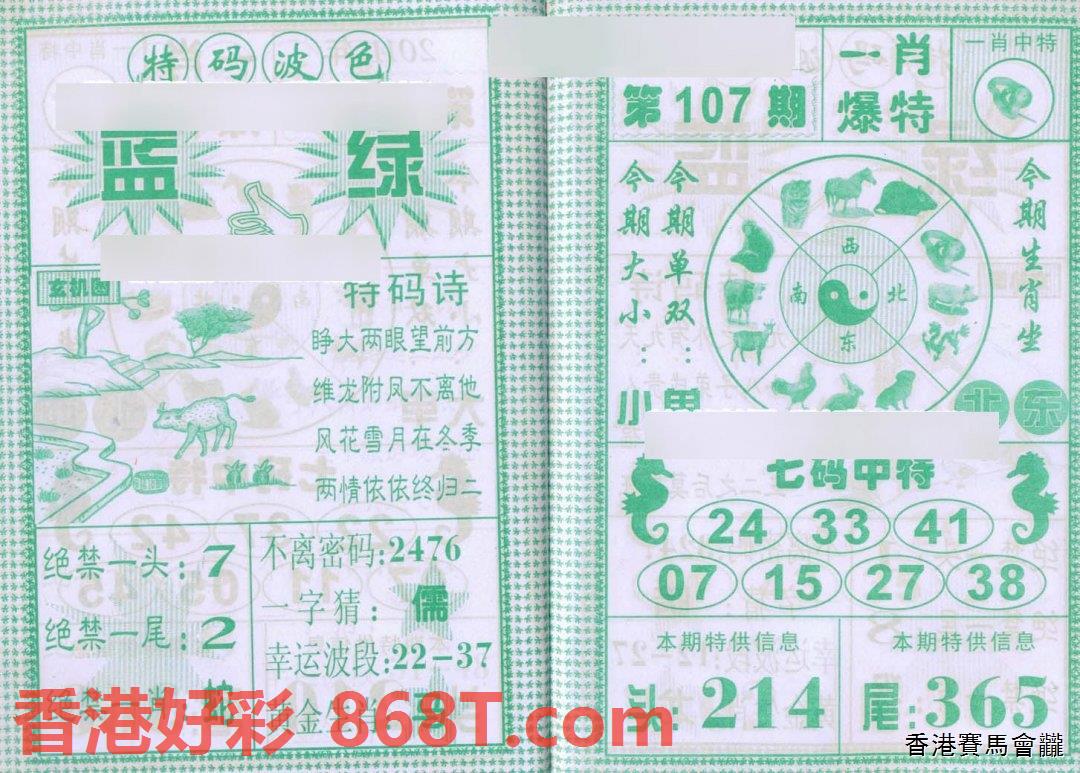 特码波色
蓝 绿
玄机图
特码诗
睁大两眼望前方
维龙附凤不离他
风花雪月在冬季
两情依依终归二
绝禁一头:7
绝禁一尾:2
不离密码:2476
一字猜:儒
幸运波段:22-37
香港好彩 868T.com
第107期
一肖
爆特
一肖中特
今期大小:小
今期单双:
西
南 北
东
今期生肖坐
北东
七码中特
24 33 41
07 15 27 38
本期特供信息
头:214
本期特供信息
尾:365
香港賽馬會